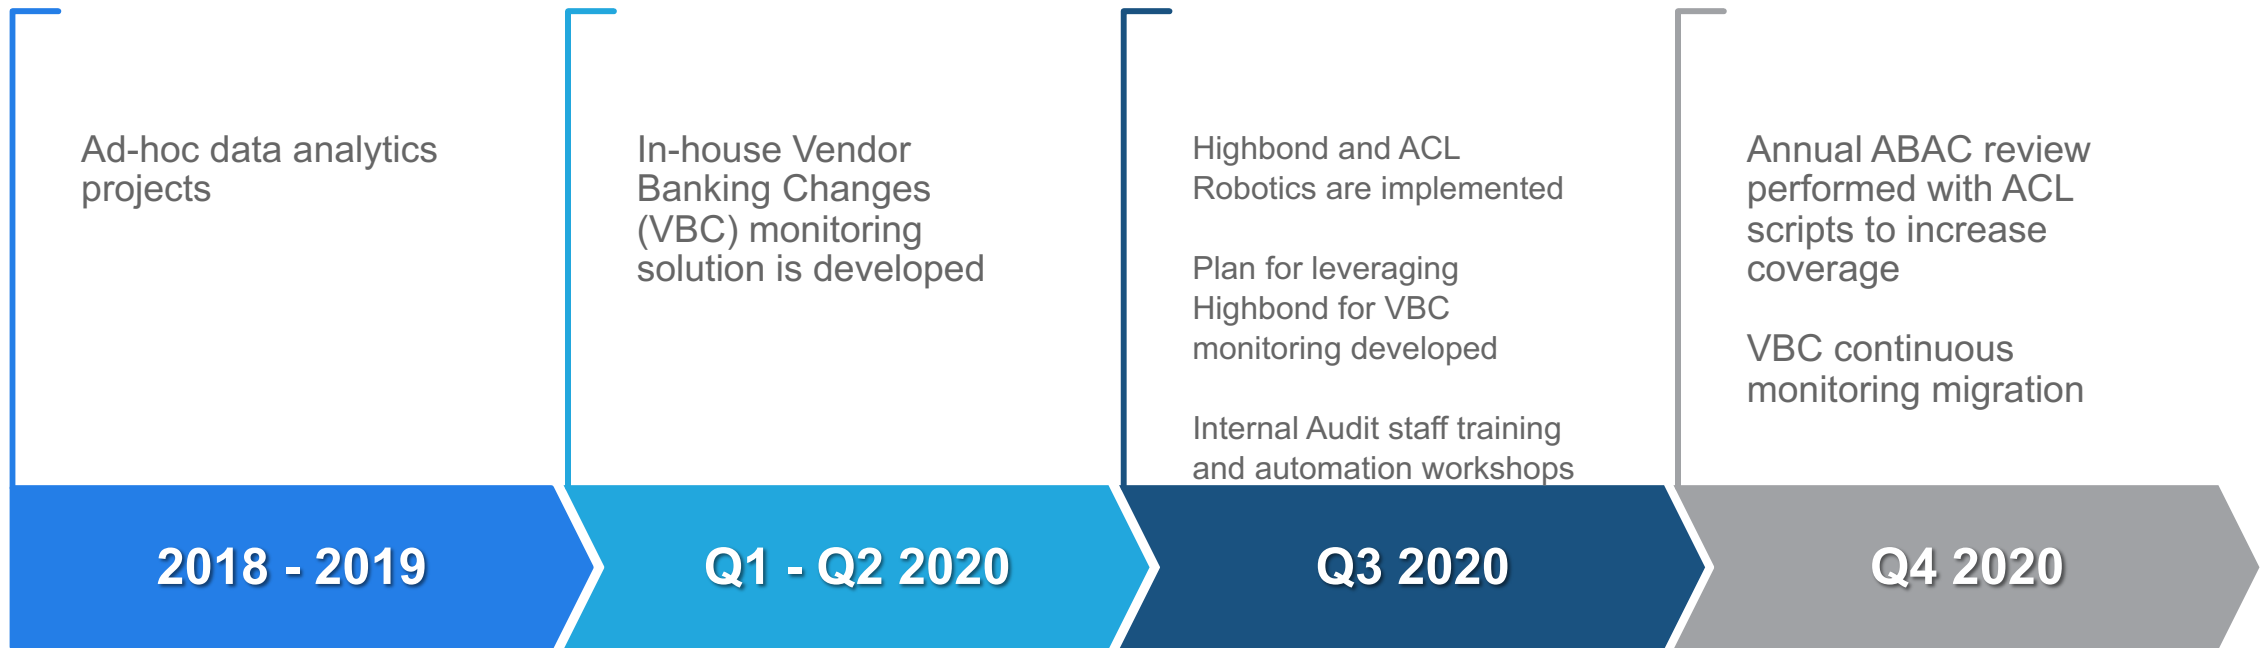 Ad-hoc data analytics
projects
In-house Vendor
Banking Changes
(VBC) monitoring
solution is developed
Highbond and ACL
Robotics are implemented
Plan for leveraging
Highbond for VBC
monitoring developed
Internal Audit staff training
and automation workshops
Annual ABAC review
performed with ACL
scripts to increase
coverage
VBC continuous
monitoring migration
2018 - 2019
Q1 - Q2 2020
Q3 2020
Q4 2020